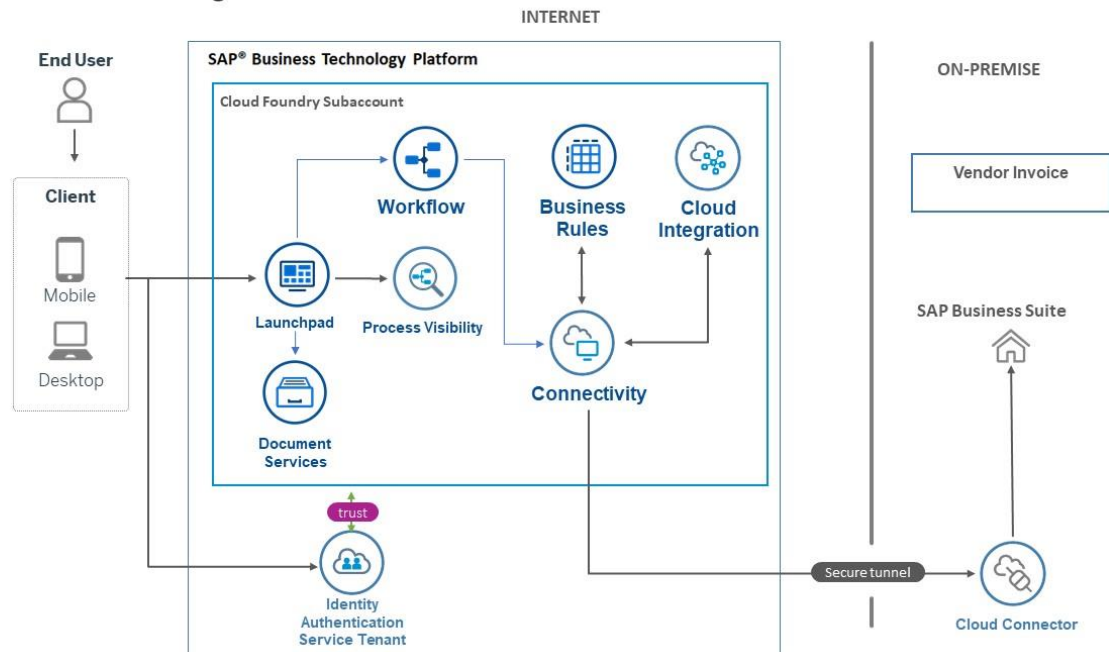 INTERNET
End User
SAP® Business Technology Platform
ON-PREMISE
Cloud Foundry Subaccount
Vendor Invoice
Client
Workflow
Business
Rules
Cloud
Integration
Mobile
Launchpad
Process Visibility
SAP Business Suite
Desktop
Connectivity
Document
Services
trust
Secure tunnel
Identity
Authentication
Service Tenant
Cloud Connector